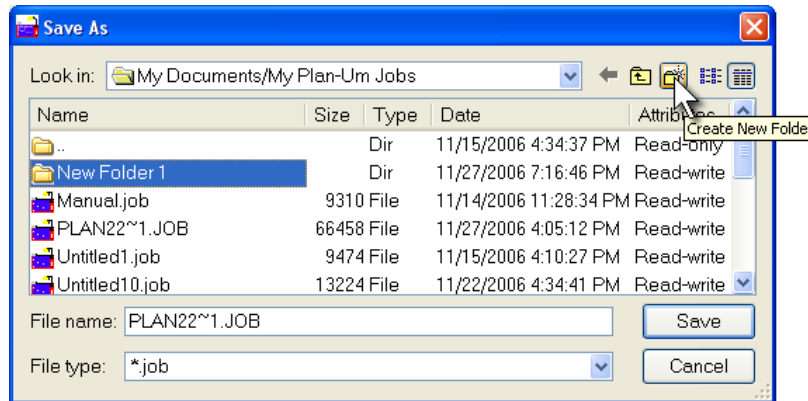 Save As
Look in: My Documents/My Plan-Um Jobs
Name Size Type Date
Create New Folde
.. Dir 11/15/2006 4:34:37 PM Read-only
New Folder 1 Dir 11/27/2006 7:16:46 PM Read-write
Manual.job 9310 File 11/14/2006 11:28:34 PM Read-write
PLAN22~1.JOB 66458 File 11/27/2006 4:05:12 PM Read-write
Untitled1.job 9474 File 11/15/2006 4:10:27 PM Read-write
Untitled10.job 13224 File 11/22/2006 4:34:41 PM Read-write
File name: PLAN22~1.JOB Save
File type: *.job Cancel